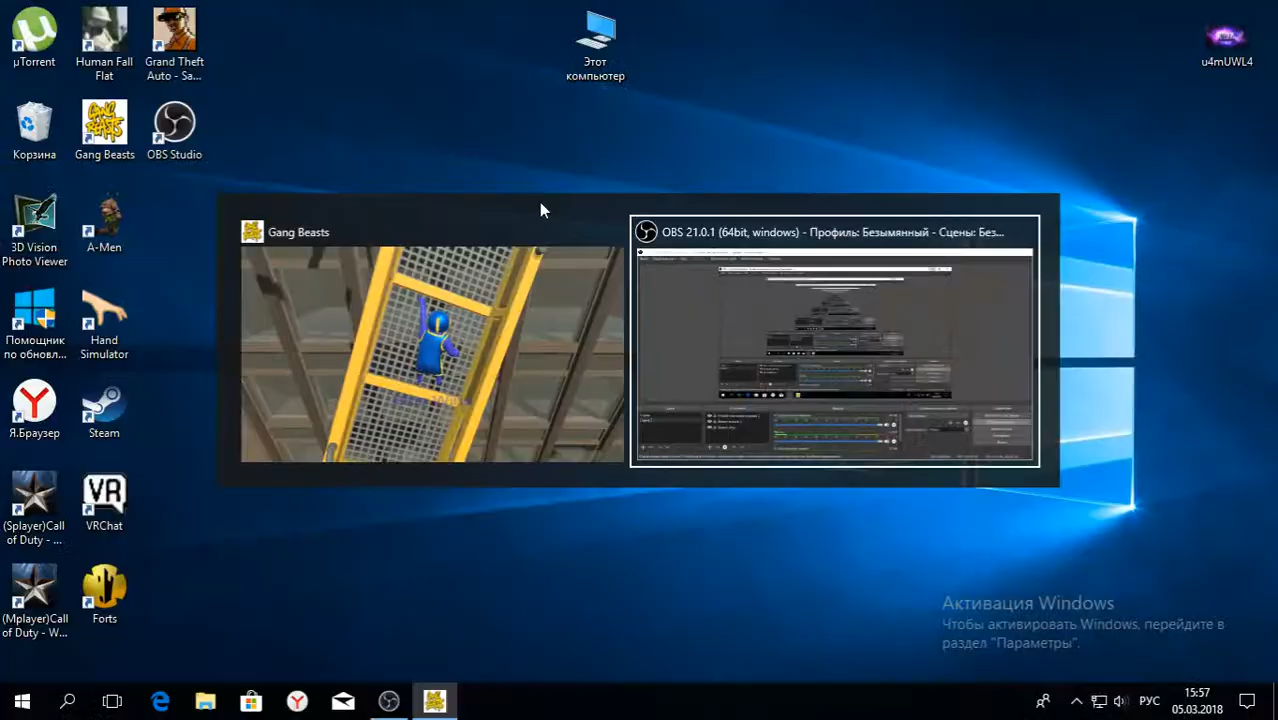 µTorrent
Human Fall
Flat
Grand Theft
Auto - Sa...
Этот
компьютер
u4mUWL4
Корзина
GANG
BEASTS
Gang Beasts
OBS Studio
3D Vision
Photo Viewer
A-Men
Gang Beasts
OBS 21.0.1 (64bit, windows) - Профиль: Безымянный - Сцены: Без...
Помощник
по обновл...
Hand
Simulator
Я.Браузер
Steam
(Splayer)Call
of Duty - ...
VR
VRChat
(Mplayer)Call
of Duty - W...
Forts
Активация Windows
Чтобы активировать Windows, перейдите в
раздел "Параметры".
РУС
15:57
05.03.2018